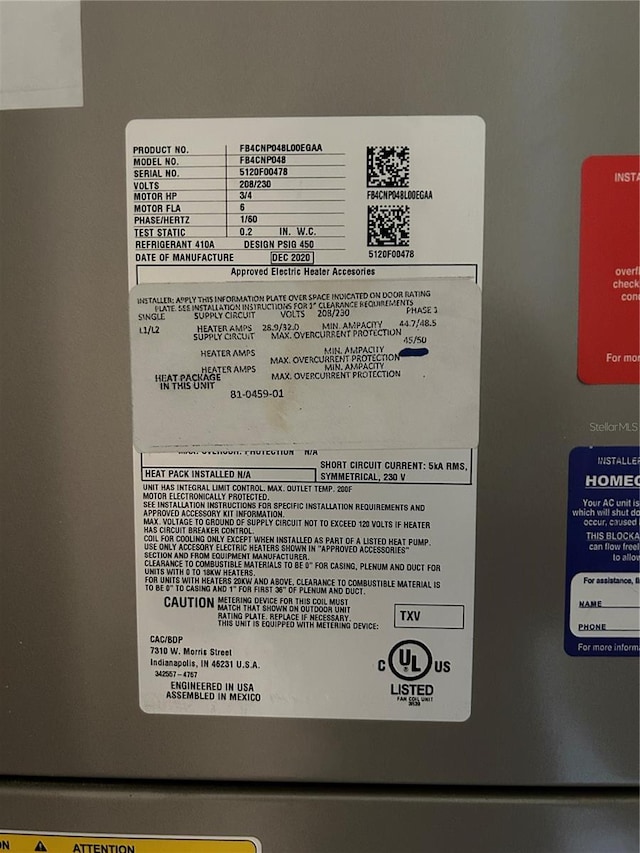 PRODUCT NO. FB4CNP048L00EGAA
MODEL NO. FB4CNP048
SERIAL NO. 5120F00478
VOLTS 208/230
MOTOR HP 3/4
MOTOR FLA 6
PHASE/HERTZ 1/60
TEST STATIC 0.2 IN. W.C.
REFRIGERANT 410A DESIGN PSIG 450
DATE OF MANUFACTURE DEC 2020
FB4CNP048L00EGAA
5120F00478
Approved Electric Heater Accesories
INSTALLER: APPLY THIS INFORMATION PLATE OVER SPACE INDICATED ON DOOR RATING
PLATE. SEE INSTALLATION INSTRUCTIONS FOR 1" CLEARANCE REQUIREMENTS
SINGLE SUPPLY CIRCUIT VOLTS 208/230 PHASE 1
L1/L2 HEATER AMPS 28.9/32.0 MIN. AMPACITY 44.7/48.5
SUPPLY CIRCUIT MAX. OVERCURRENT PROTECTION 45/50
HEATER AMPS MIN. AMPACITY
MAX. OVERCURRENT PROTECTION
HEATER AMPS MIN. AMPACITY
MAX. OVERCURRENT PROTECTION
HEAT PACKAGE
IN THIS UNIT
81-0459-01
MAX. OVERCURR. PROTECTION N/A
HEAT PACK INSTALLED N/A
SHORT CIRCUIT CURRENT: 5kA RMS,
SYMMETRICAL, 230 V
UNIT HAS INTEGRAL LIMIT CONTROL. MAX. OUTLET TEMP. 200F
MOTOR ELECTRONICALLY PROTECTED.
SEE INSTALLATION INSTRUCTIONS FOR SPECIFIC INSTALLATION REQUIREMENTS AND
APPROVED ACCESSORY KIT INFORMATION.
MAX. VOLTAGE TO GROUND OF SUPPLY CIRCUIT NOT TO EXCEED 120 VOLTS IF HEATER
HAS CIRCUIT BREAKER CONTROL.
COIL FOR COOLING ONLY EXCEPT WHEN INSTALLED AS PART OF A LISTED HEAT PUMP.
USE ONLY ACCESORY ELECTRIC HEATERS SHOWN IN "APPROVED ACCESSORIES"
SECTION AND FROM EQUIPMENT MANUFACTURER.
CLEARANCE TO COMBUSTIBLE MATERIALS TO BE 0" FOR CASING, PLENUM AND DUCT FOR
UNITS WITH 0 TO 18KW HEATERS.
FOR UNITS WITH HEATERS 20KW AND ABOVE, CLEARANCE TO COMBUSTIBLE MATERIAL IS
TO BE 0" TO CASING AND 1" FOR FIRST 36" OF PLENUM AND DUCT.
CAUTION METERING DEVICE FOR THIS COIL MUST
MATCH THAT SHOWN ON OUTDOOR UNIT
RATING PLATE. REPLACE IF NECESSARY.
THIS UNIT IS EQUIPPED WITH METERING DEVICE:
TXV
CAC/BDP
7310 W. Morris Street
Indianapolis, IN 46231 U.S.A.
342557-4767
ENGINEERED IN USA
ASSEMBLED IN MEXICO
C UL US
LISTED
FAN COIL UNIT
3R39
INSTA
overfl
check
con
For mor
StellarMLS
INSTALLER
HOMEO
Your AC unit is
which will shut do
occur, caused
THIS BLOCKA
can flow freel
to allow
For assistance,
NAME
PHONE
For more informa
ON ATTENTION